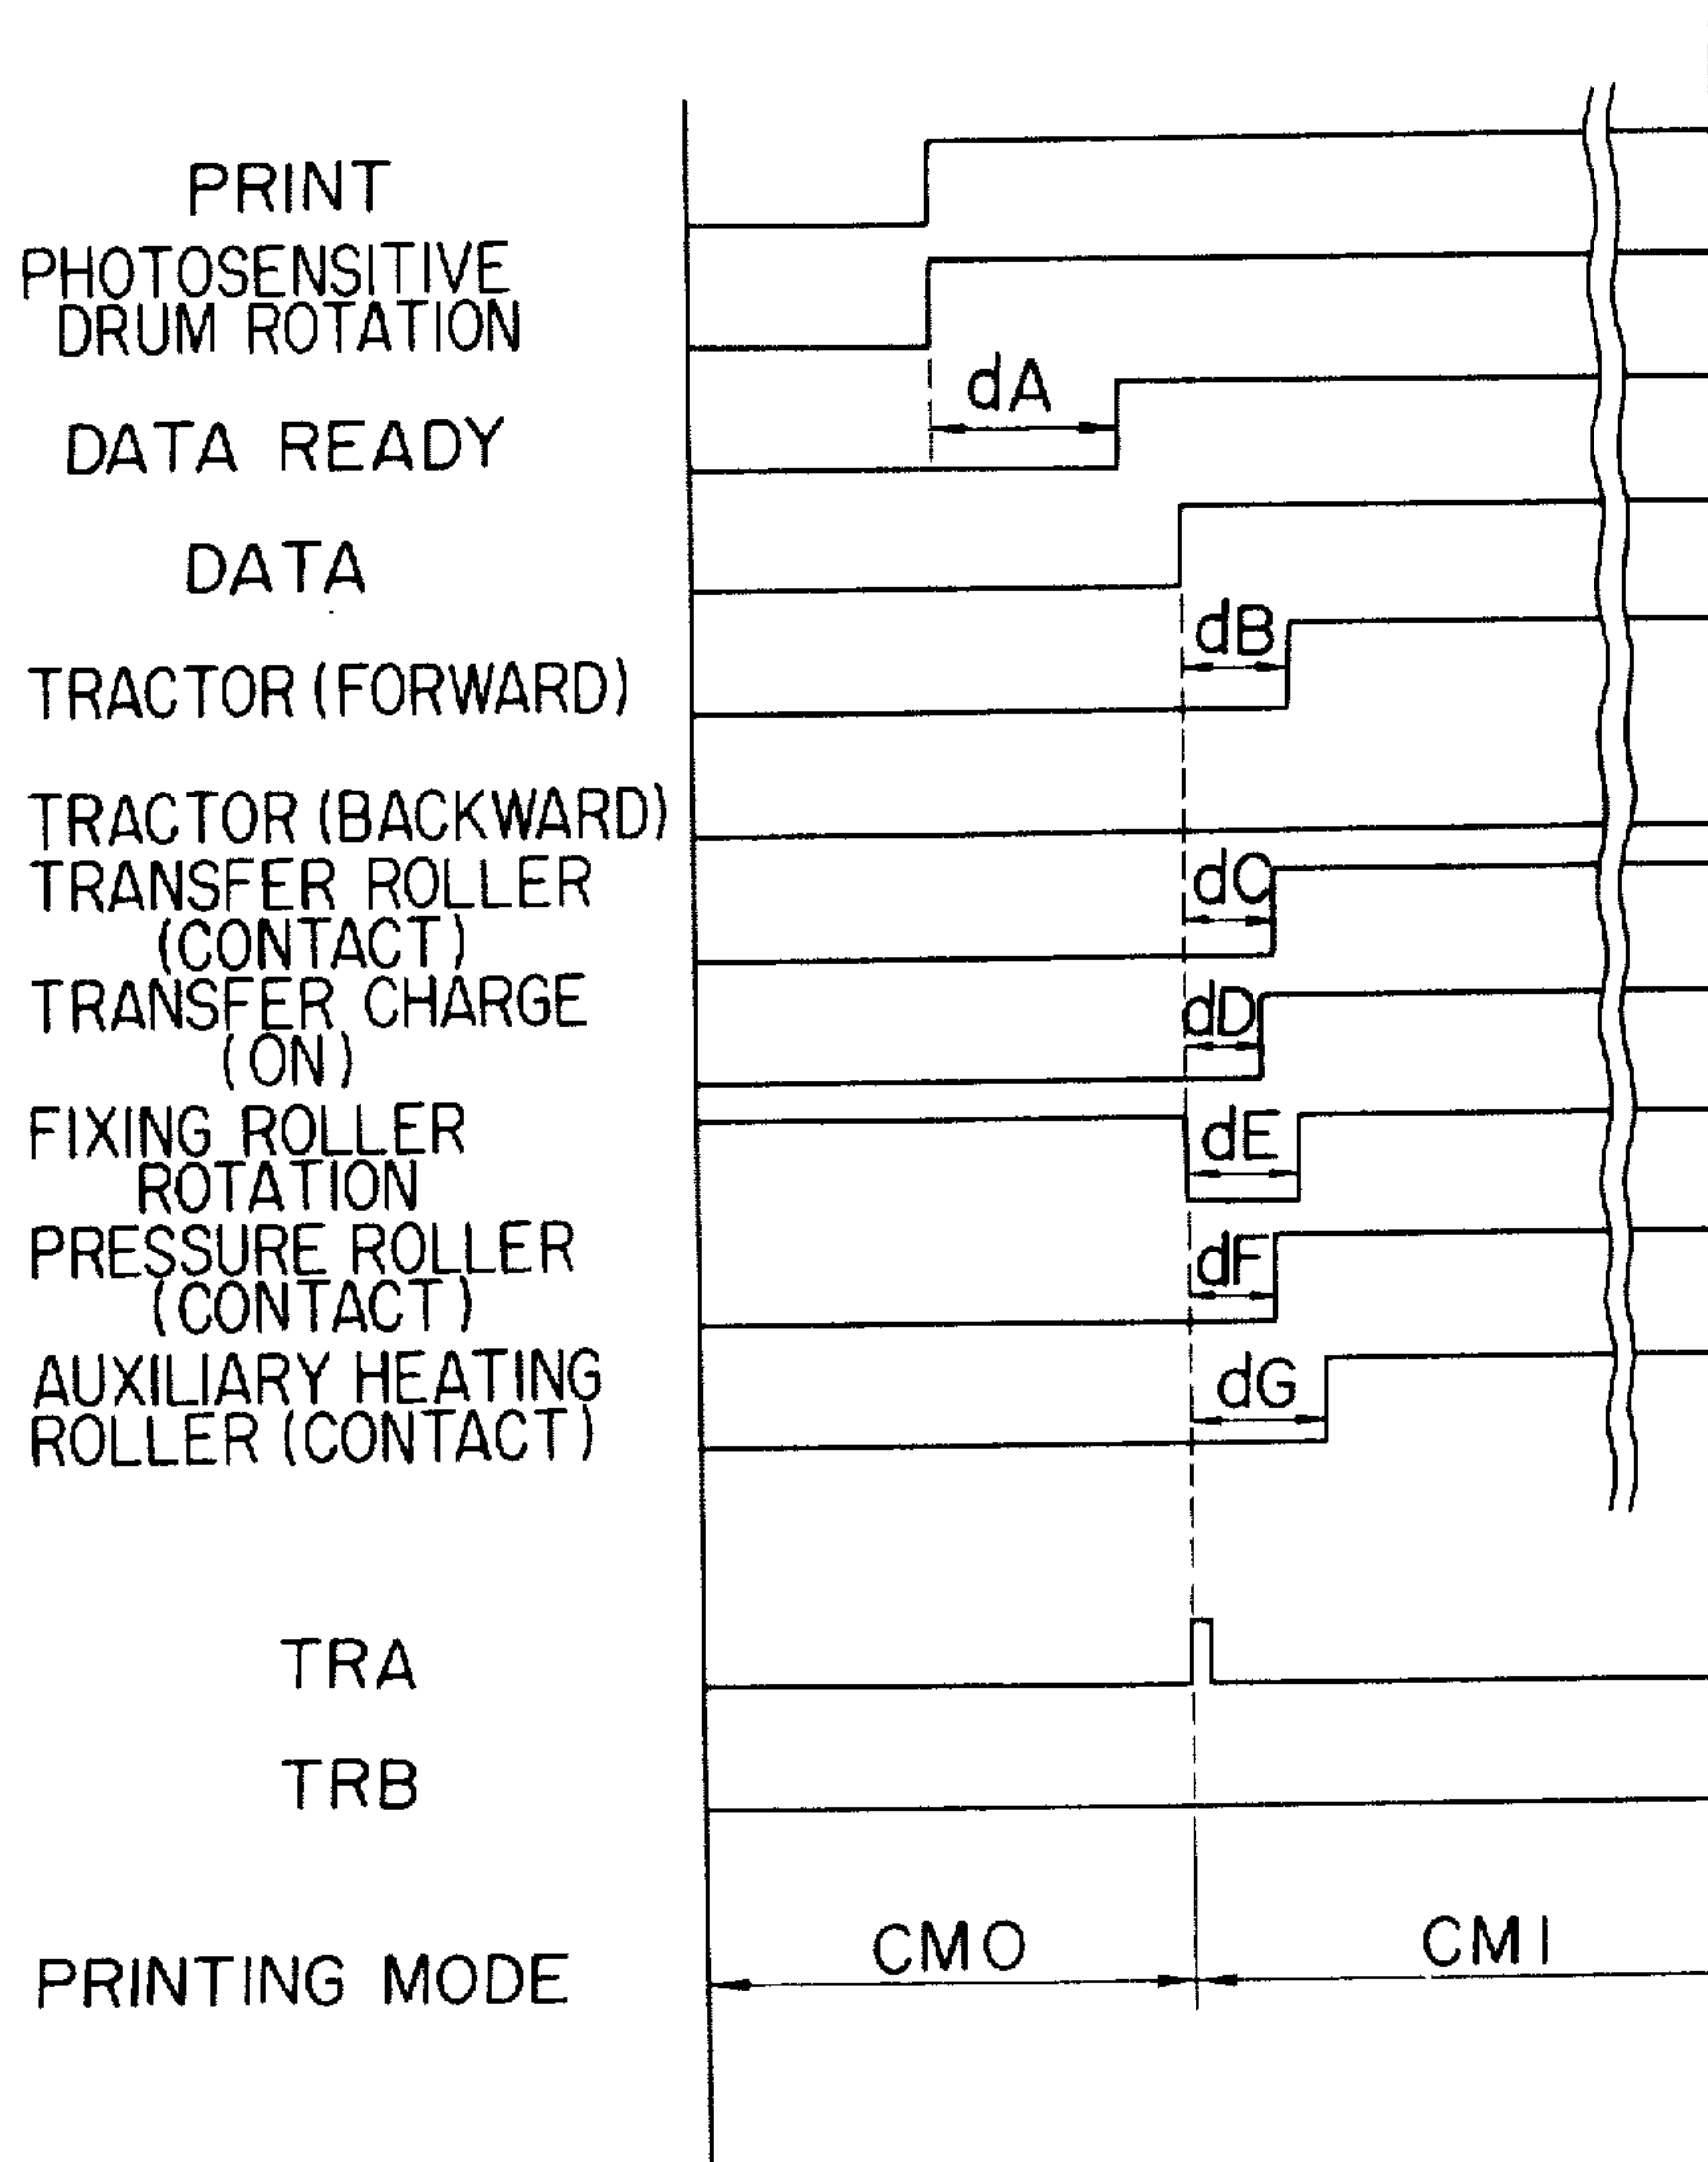 PRINT
PHOTOSENSITIVE
DRUM ROTATION
dA
DATA READY
DATA
dB
TRACTOR (FORWARD)
TRACTOR (BACKWARD)
TRANSFER ROLLER
(CONTACT)
dC
TRANSFER CHARGE
(ON)
dD
FIXING ROLLER
ROTATION
dE
PRESSURE ROLLER
(CONTACT)
dF
AUXILIARY HEATING
ROLLER (CONTACT)
dG
TRA
TRB
PRINTING MODE
CM0
CM1